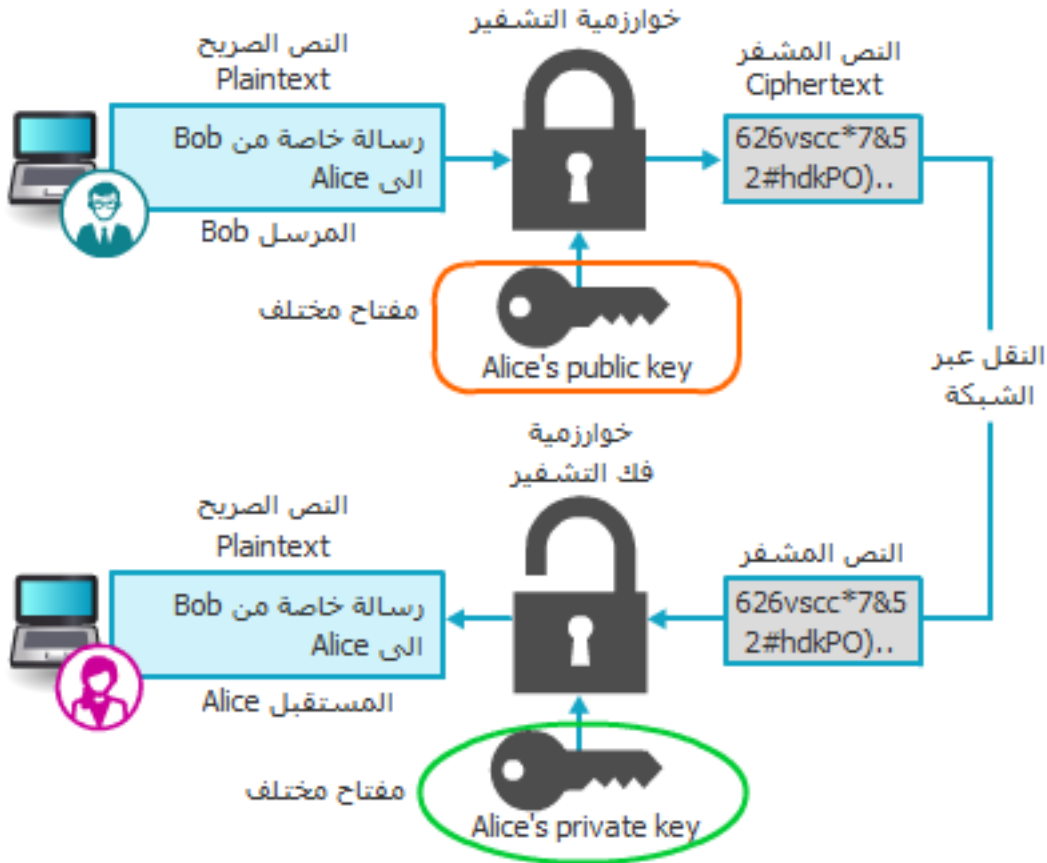 خوارزمية التشفير
النص الصريح
Plaintext
النص المشفر
Ciphertext
رسالة خاصة من Bob
الى Alice
626vscc*7&5
2#hdkPO)..
المرسل Bob
مفتاح مختلف
Alice's public key
النقل عبر
الشبكة
خوارزمية
فك التشفير
النص الصريح
Plaintext
النص المشفر
رسالة خاصة من Bob
الى Alice
626vscc*7&5
2#hdkPO)..
المستقبل Alice
مفتاح مختلف
Alice's private key